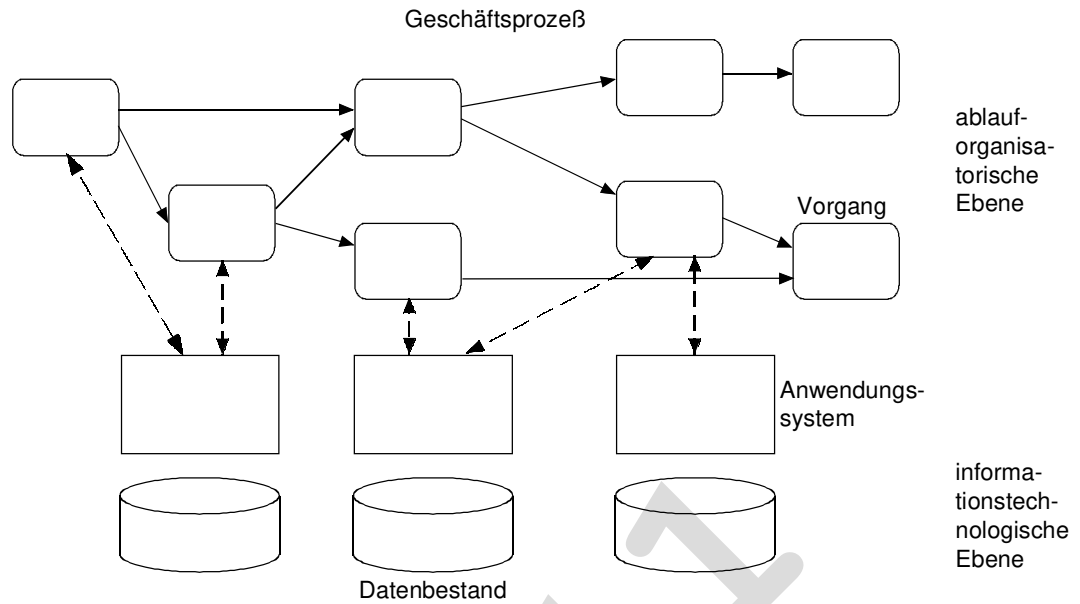 Geschäftsprozeß
ablauf-
organisa-
torische
Ebene
Vorgang
Anwendungs-
system
informa-
tionstech-
nologische
Ebene
Datenbestand